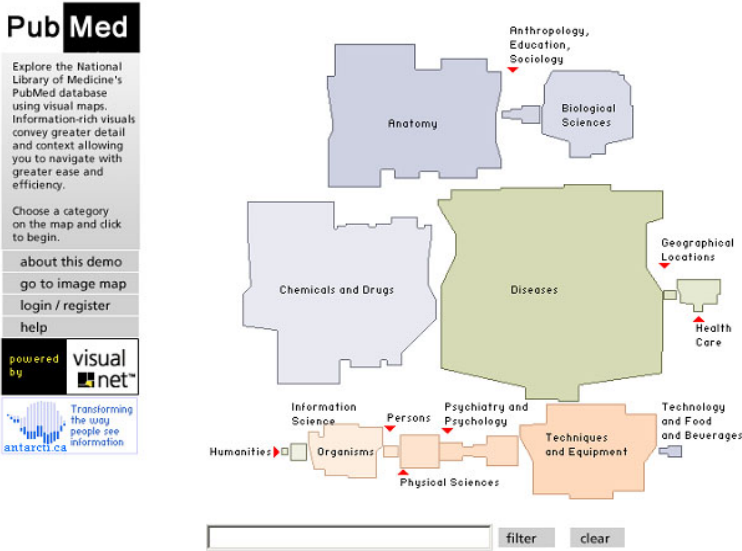 PubMed
Explore the National
Library of Medicine's
PubMed database
using visual maps.
Information-rich visuals
convey greater detail
and context allowing
you to navigate with
greater ease and
efficiency.
Choose a category
on the map and click
to begin.
about this demo
go to image map
login / register
help
powered
by
visual
net™
Transforming
the way
people see
information
antarcti.ca
Anthropology,
Education,
Sociology
Anatomy
Biological
Sciences
Chemicals and Drugs
Diseases
Geographical
Locations
Health
Care
Information
Science
Persons
Psychiatry and
Psychology
Technology
and Food
and Beverages
Humanities
Organisms
Techniques
and Equipment
Physical Sciences
filter
clear